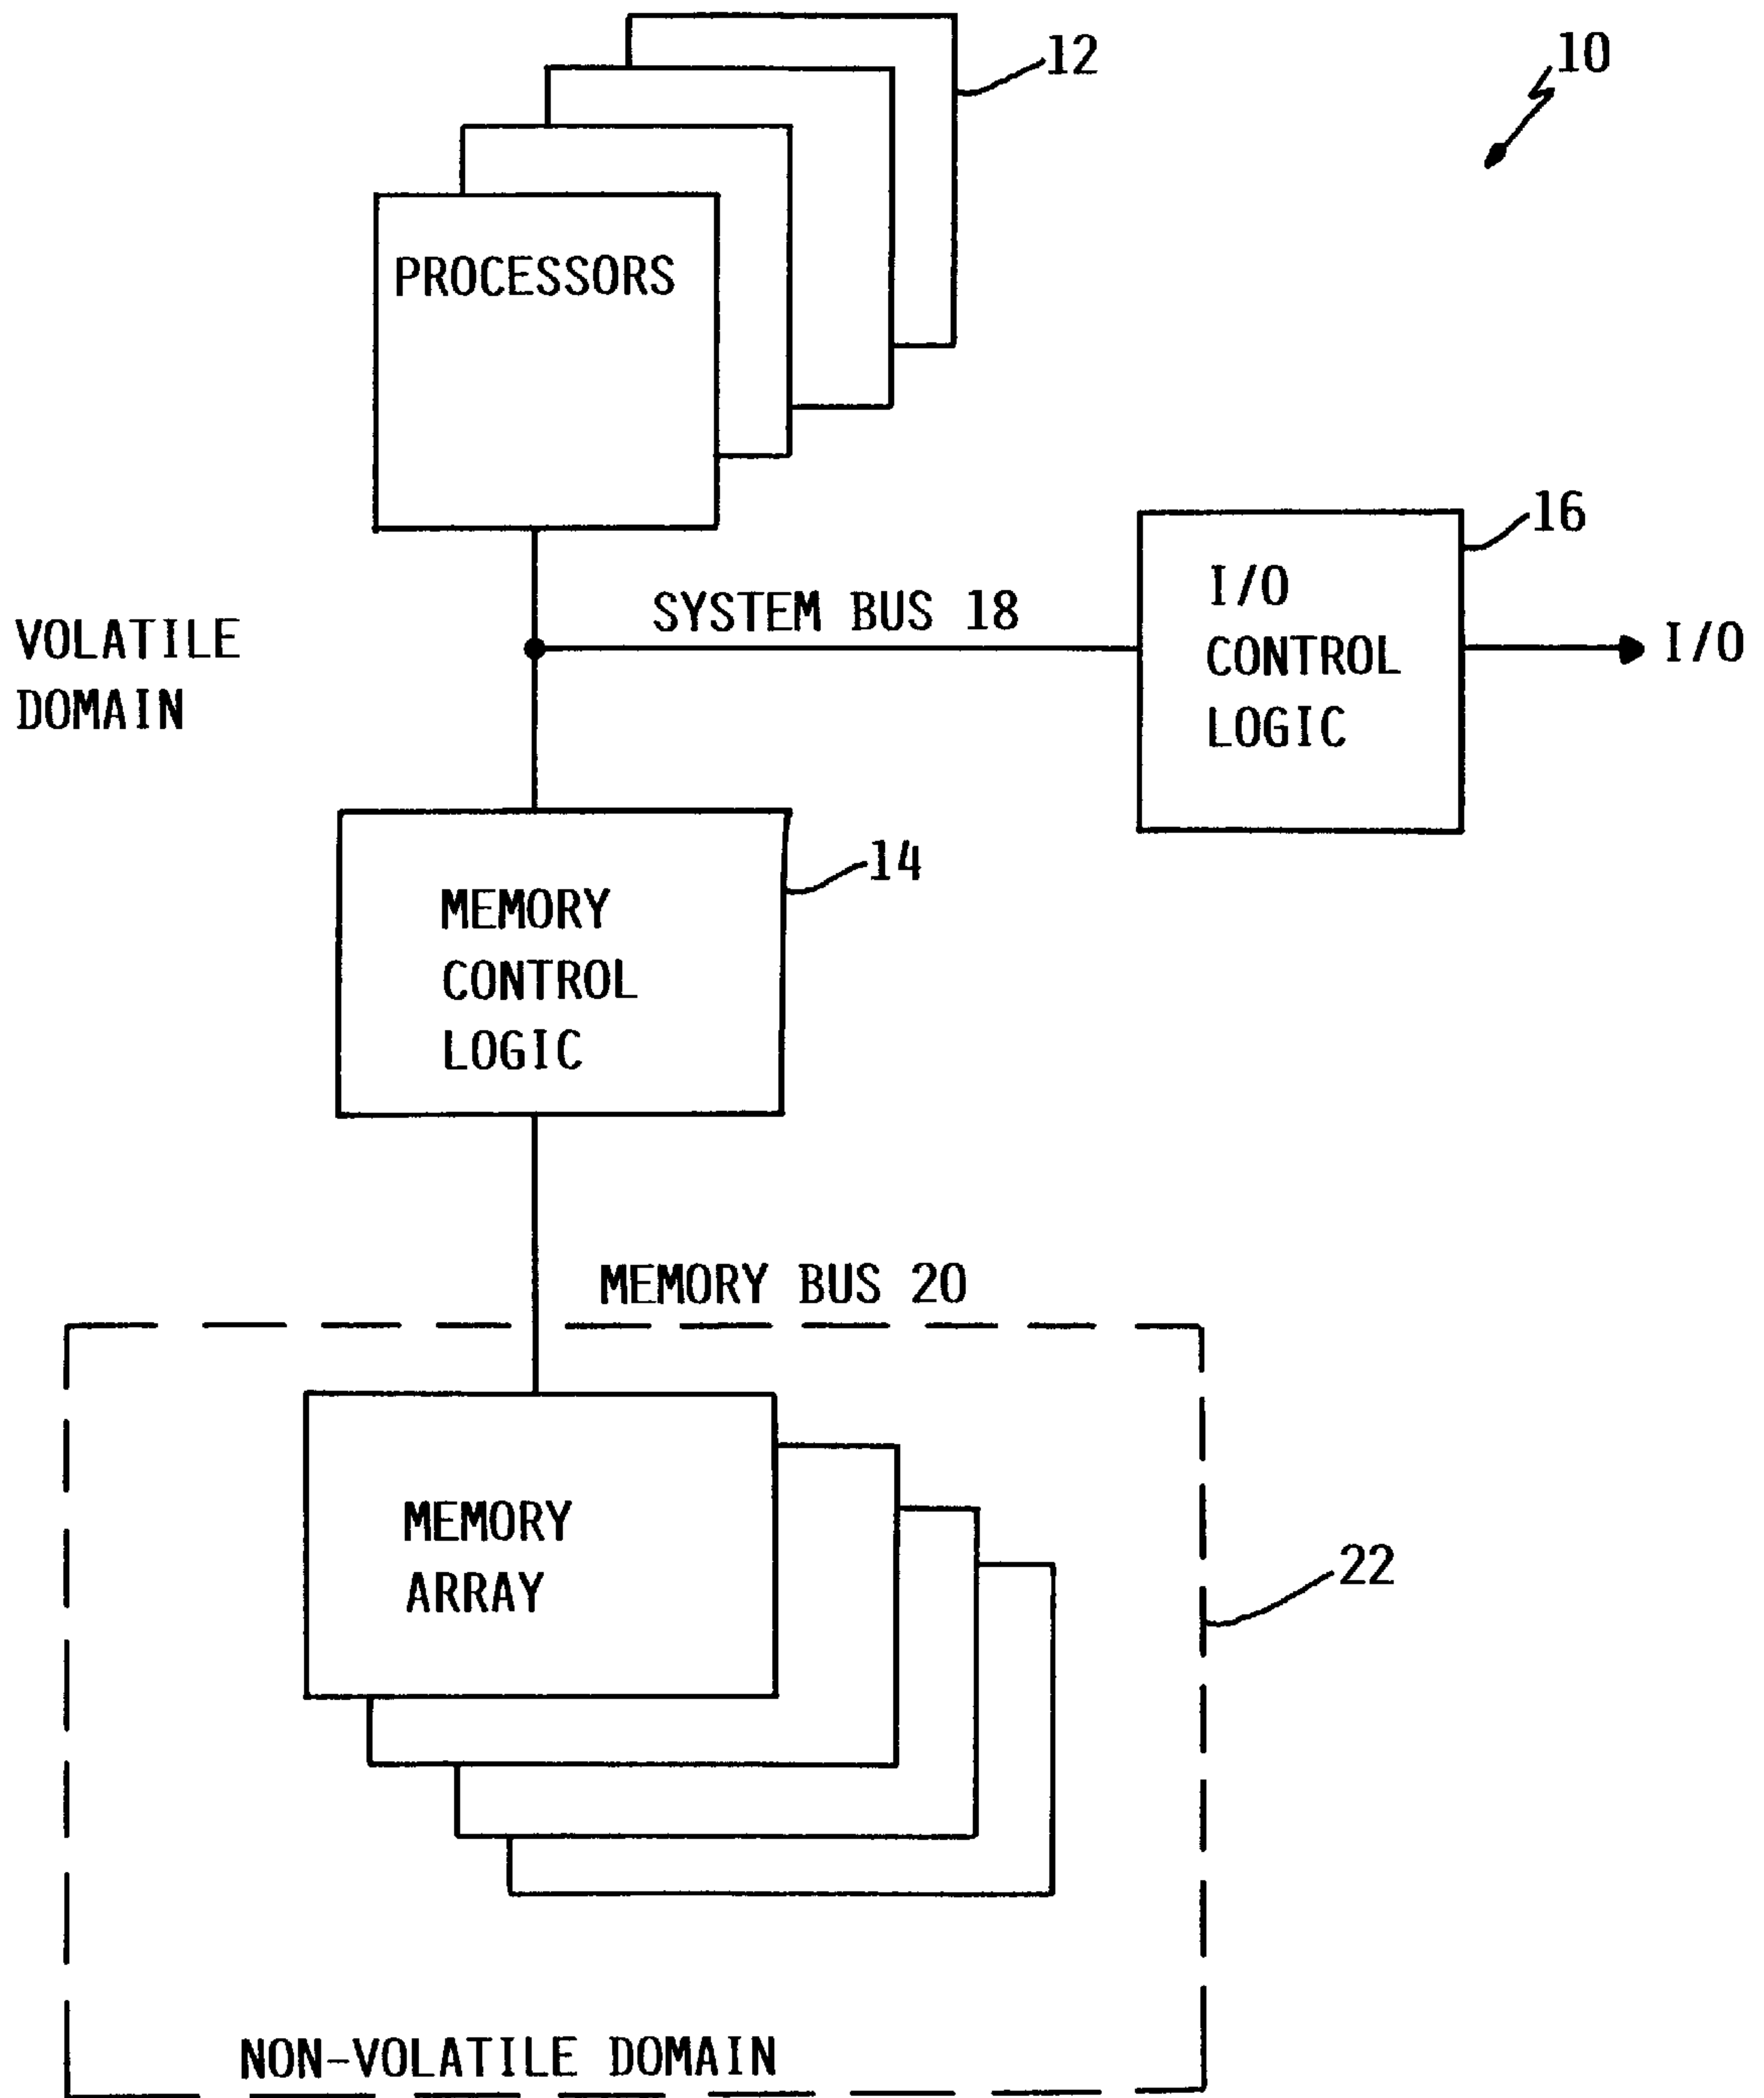 12
10
PROCESSORS
16
I/O
CONTROL
LOGIC
SYSTEM BUS 18
I/O
VOLATILE
DOMAIN
14
MEMORY
CONTROL
LOGIC
MEMORY BUS 20
MEMORY
ARRAY
22
NON-VOLATILE DOMAIN